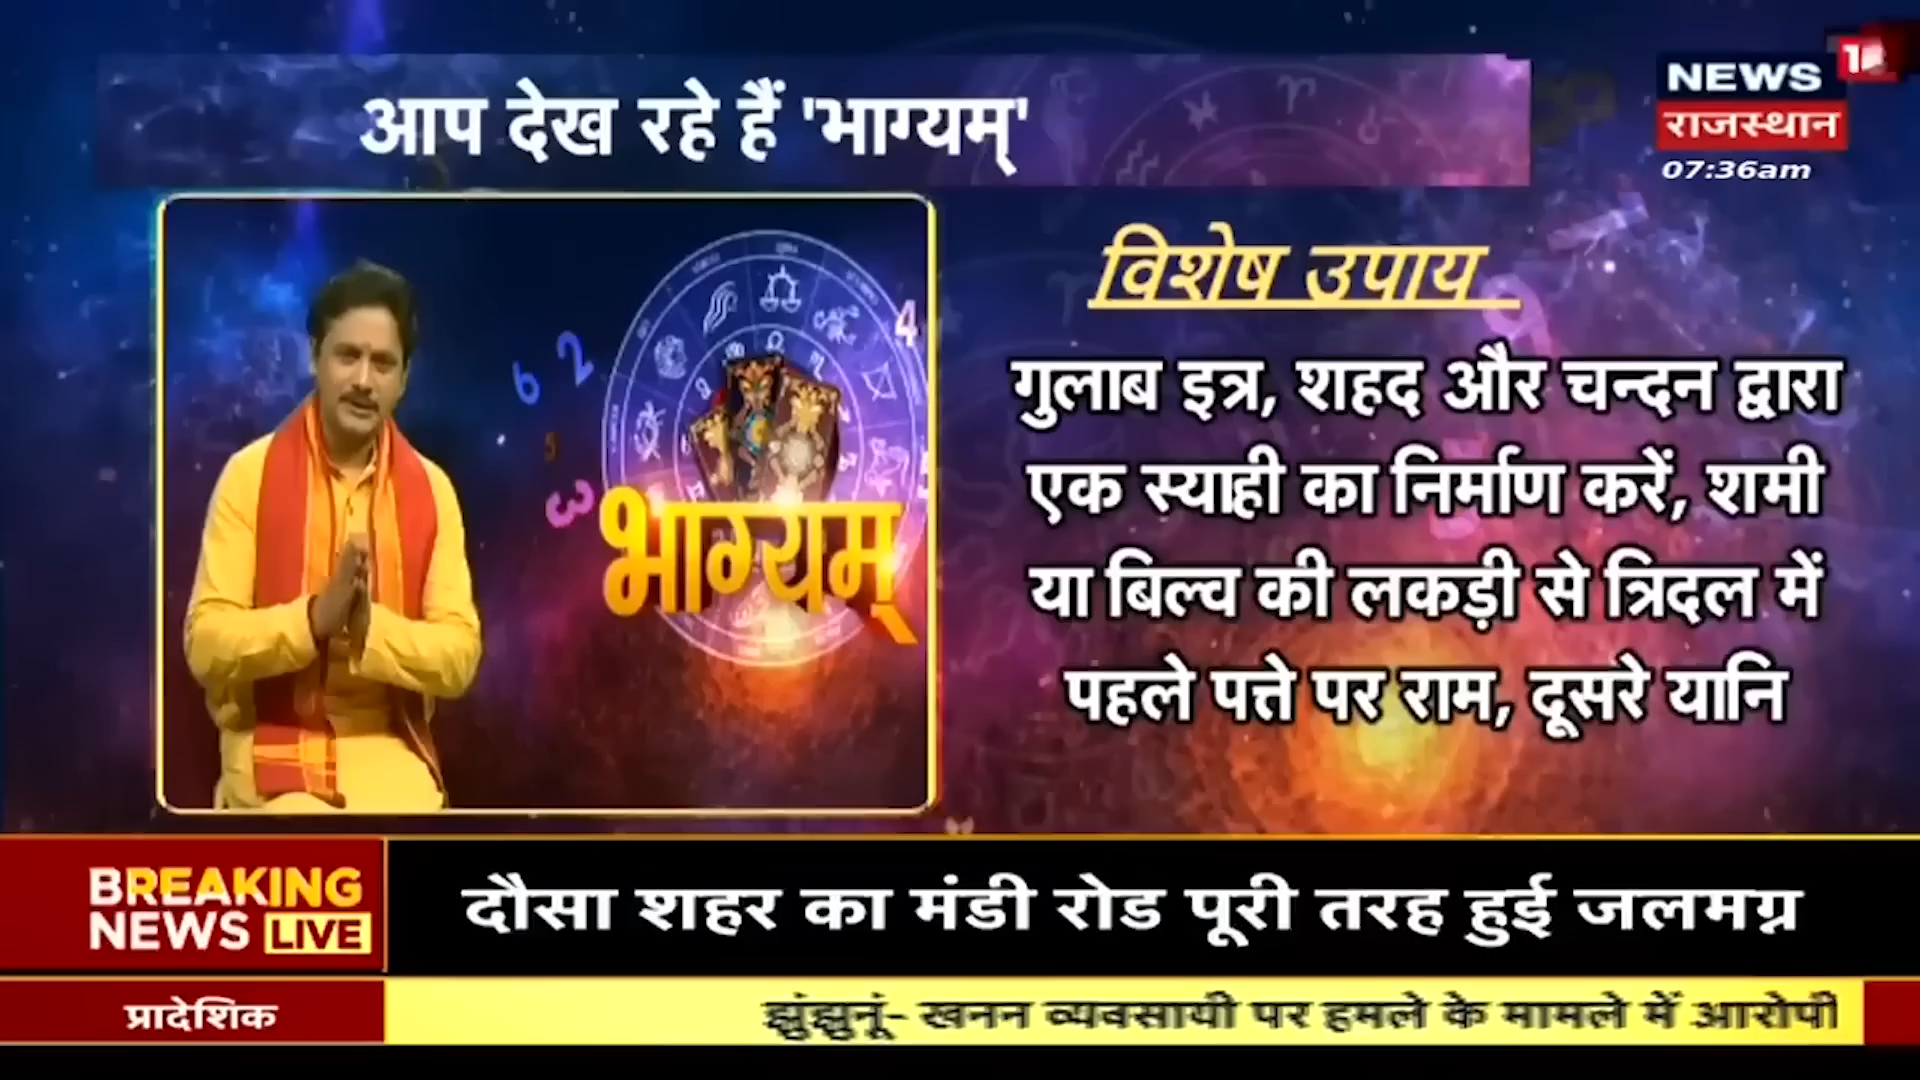 आप देख रहे हैं 'भाग्यम्'
NEWS 18
राजस्थान
07:36am
भाग्यम्
विशेष उपाय
गुलाब इत्र, शहद और चन्दन द्वारा
एक स्याही का निर्माण करें, शमी
या बिल्व की लकड़ी से त्रिदल में
पहले पत्ते पर राम, दूसरे यानि
BREAKING
NEWS LIVE
दौसा शहर का मंडी रोड पूरी तरह हुई जलमग्न
प्रादेशिक
झुंझुनूं- खनन व्यवसायी पर हमले के मामले में आरोपी